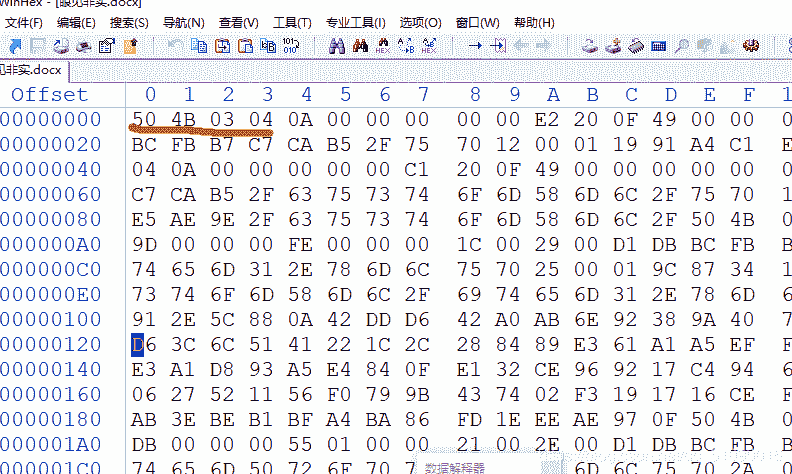 WinHex - [眼见非实.docx]
文件(F) 编辑(E) 搜索(S) 导航(N) 查看(V) 工具(T) 专业工具(I) 选项(O) 窗口(W) 帮助(H)
见非实.docx
Offset 0 1 2 3 4 5 6 7 8 9 A B C D E F 1
00000000 50 4B 03 04 0A 00 00 00 00 00 E2 20 0F 49 00 00 0
00000020 BC FB B7 C7 CA B5 2F 75 70 12 00 01 19 91 A4 C1 E
00000040 04 0A 00 00 00 00 00 C1 20 0F 49 00 00 00 00 00
00000060 C7 CA B5 2F 63 75 73 74 6F 6D 58 6D 6C 2F 75 70 1
00000080 E5 AE 9E 2F 63 75 73 74 6F 6D 58 6D 6C 2F 50 4B 0
000000A0 9D 00 00 00 FE 00 00 00 1C 00 29 00 D1 DB BC FB B
000000C0 74 65 6D 31 2E 78 6D 6C 75 70 25 00 01 9C 87 34 1
000000E0 73 74 6F 6D 58 6D 6C 2F 69 74 65 6D 31 2E 78 6D 6
00000100 91 2E 5C 88 0A 42 DD D6 42 A0 AB 6E 92 38 9A 40 7
00000120 D6 3C 6C 51 41 22 1C 2C 28 84 89 E3 61 A1 A5 EF F
00000140 E3 A1 D8 93 A5 E4 84 0F E1 32 CE 96 92 17 C4 94 6
00000160 06 27 52 11 56 F0 79 9B 43 74 02 F3 19 17 16 CE F
00000180 AB 3E BE B1 BF A4 BA 86 FD 1E EE AE 97 0F 50 4B 0
000001A0 DB 00 00 00 55 01 00 00 21 00 2E 00 D1 DB BC FB B
000001C0 74 65 6D 50 72 6F 70 7 6D 6C 75 70 2A 0
数据解释器